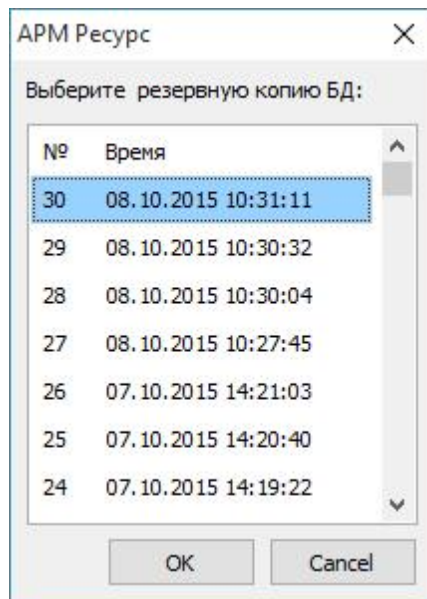 АРМ Ресурс
Выберите резервную копию БД:
№ Время
30 08.10.2015 10:31:11
29 08.10.2015 10:30:32
28 08.10.2015 10:30:04
27 08.10.2015 10:27:45
26 07.10.2015 14:21:03
25 07.10.2015 14:20:40
24 07.10.2015 14:19:22
OK Cancel